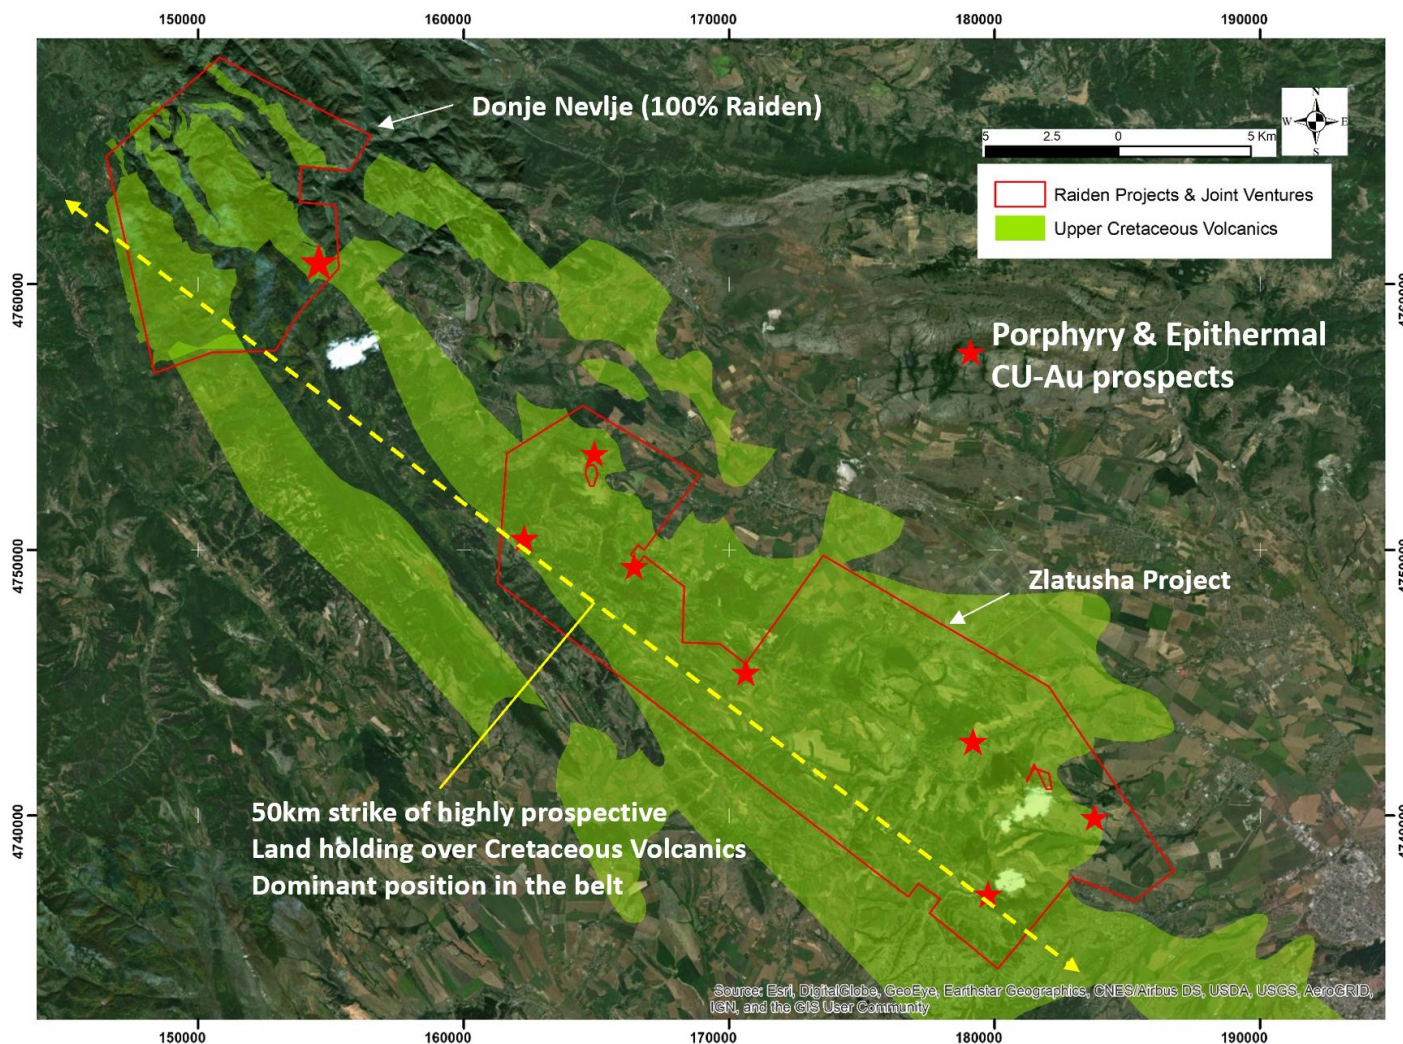 150000 160000 170000 180000 190000
Donje Nevlje (100% Raiden)
N
W E
S
5 2.5 0 5 Km
Raiden Projects & Joint Ventures
Upper Cretaceous Volcanics
4760000 4760000
Porphyry & Epithermal
CU-Au prospects
4750000 4750000
Zlatusha Project
4740000 4740000
50km strike of highly prospective
Land holding over Cretaceous Volcanics
Dominant position in the belt
Source: Esri, DigitalGlobe, GeoEye, Earthstar Geographics, CNES/Airbus DS, USDA, USGS, AeroGRID,
IGN, and the GIS User Community
150000 160000 170000 180000 190000